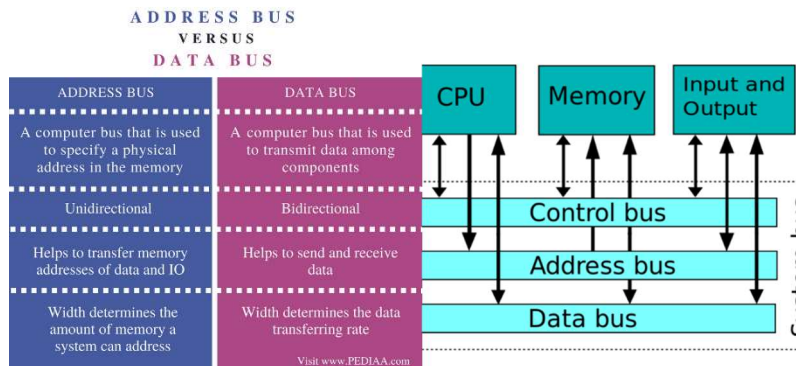 ADDRESS BUS
VERSUS
DATA BUS
ADDRESS BUS
DATA BUS
A computer bus that is used
to specify a physical
address in the memory
A computer bus that is used
to transmit data among
components
Unidirectional
Bidirectional
Helps to transfer memory
addresses of data and IO
Helps to send and receive
data
Width determines the
amount of memory a
system can address
Width determines the data
transferring rate
Visit www.PEDIAA.com
CPU
Memory
Input and
Output
Control bus
Address bus
Data bus